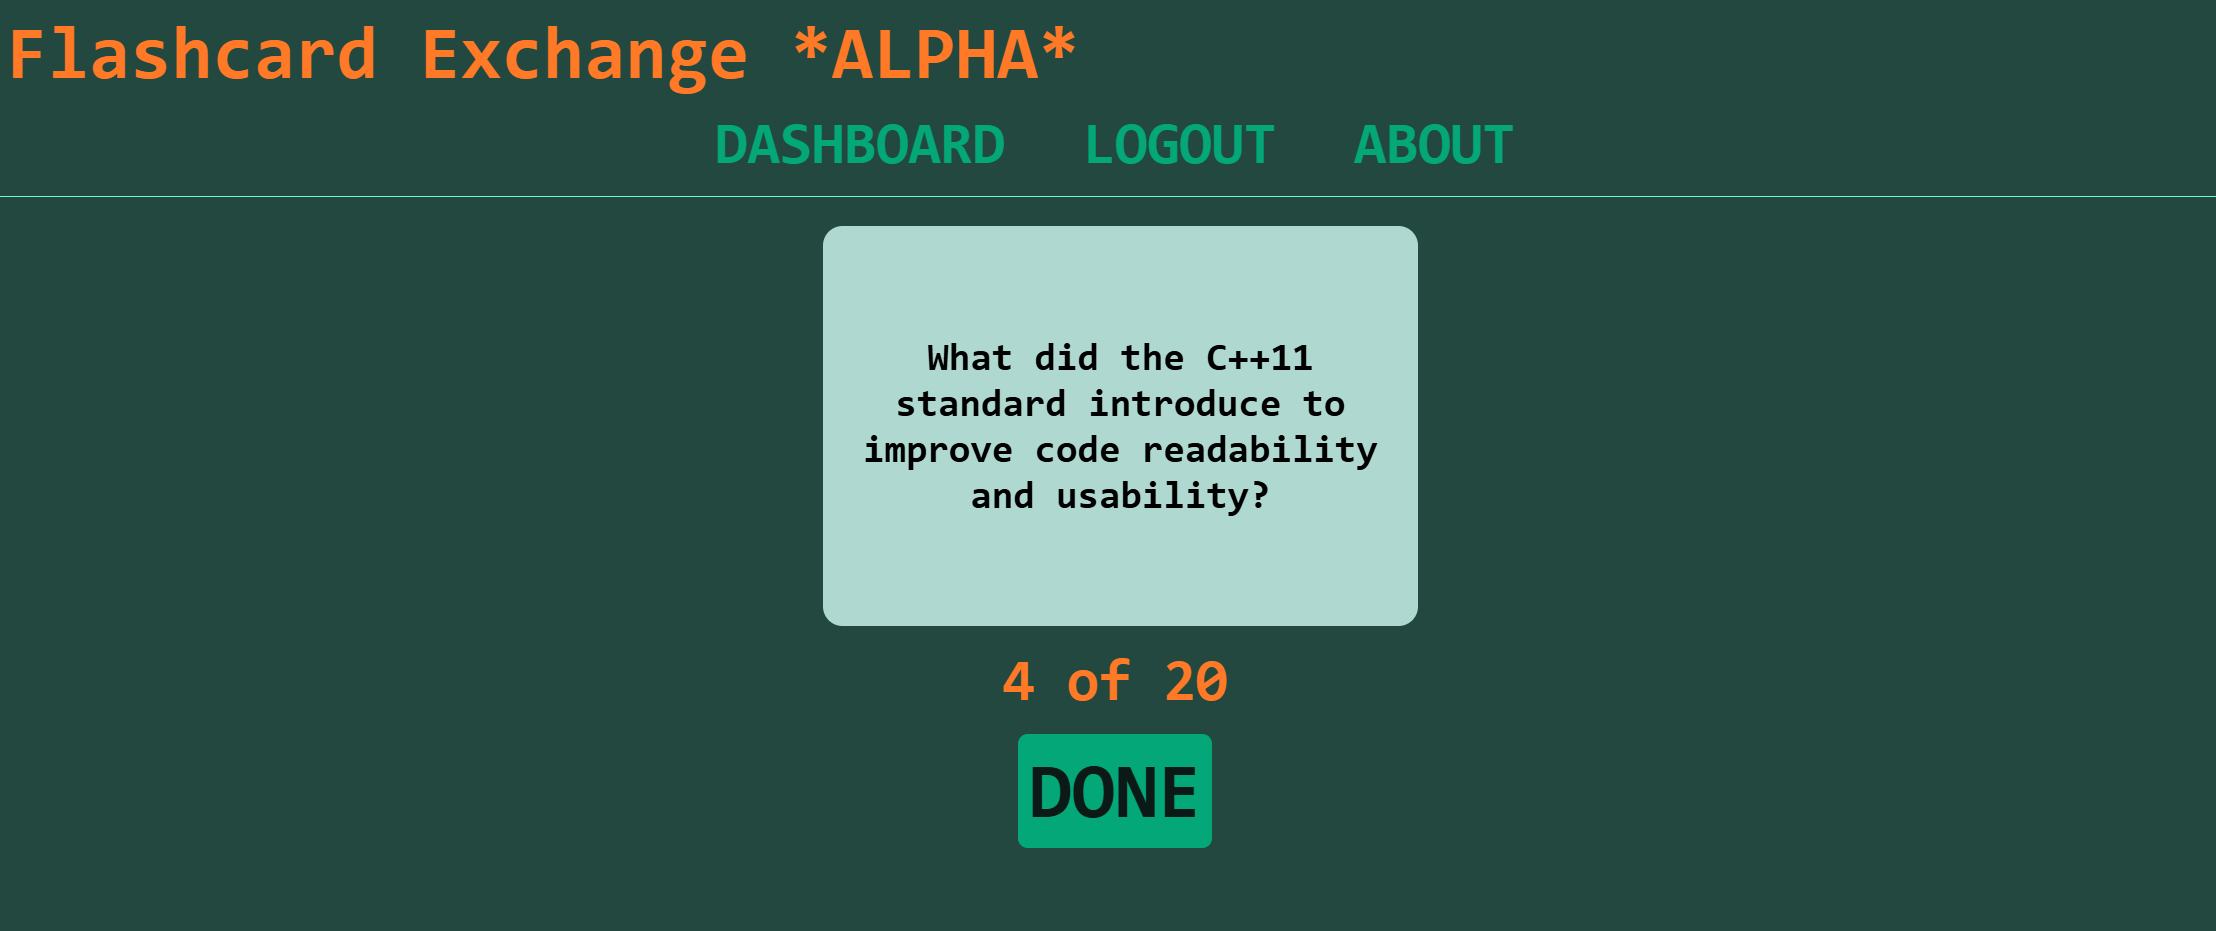 Flashcard Exchange *ALPHA*
DASHBOARD LOGOUT ABOUT
What did the C++11
standard introduce to
improve code readability
and usability?
4 of 20
DONE